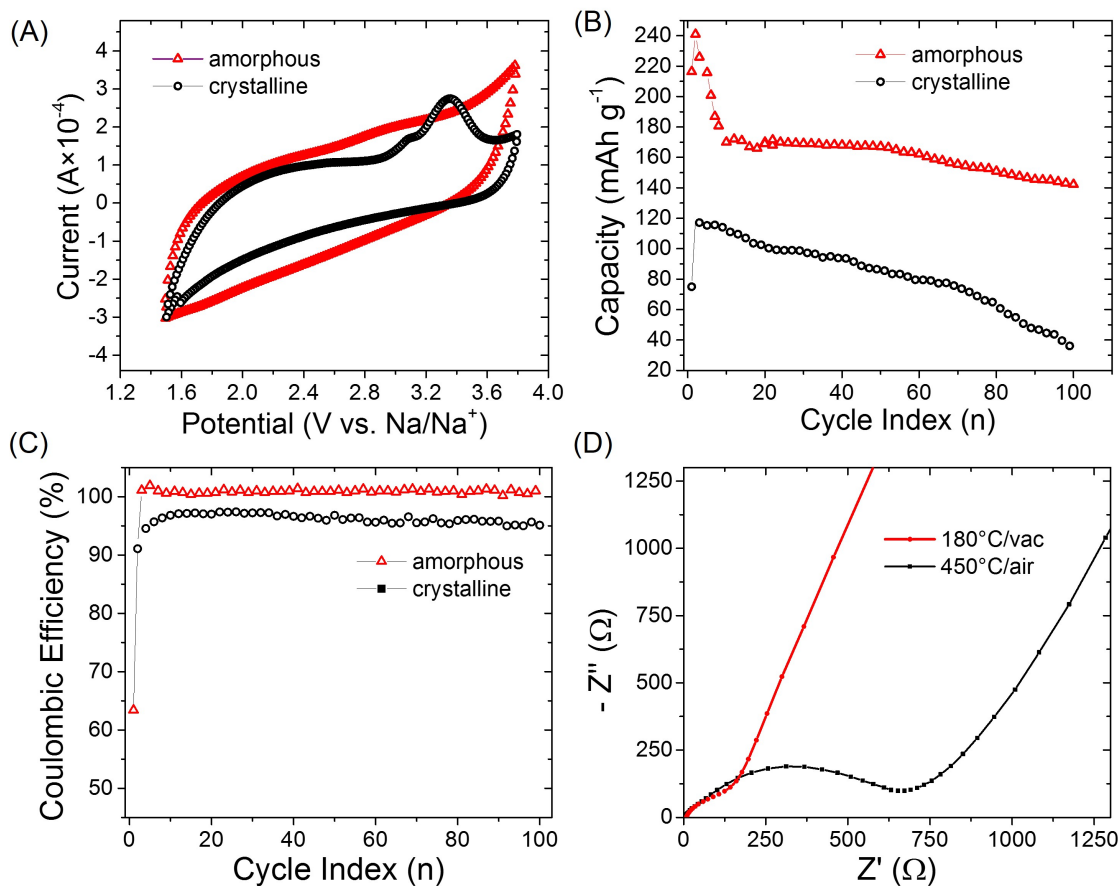 (A)
amorphous
crystalline
Current (A×10⁻⁴)
4
3
2
1
0
-1
-2
-3
-4
1.2 1.6 2.0 2.4 2.8 3.2 3.6 4.0
Potential (V vs. Na/Na⁺)
(B)
amorphous
crystalline
Capacity (mAh g⁻¹)
240
220
200
180
160
140
120
100
80
60
40
20
0 20 40 60 80 100
Cycle Index (n)
(C)
amorphous
crystalline
Coulombic Efficiency (%)
100
90
80
70
60
50
0 20 40 60 80 100
Cycle Index (n)
(D)
180°C/vac
450°C/air
- Z" (Ω)
1250
1000
750
500
250
0
0 250 500 750 1000 1250
Z' (Ω)